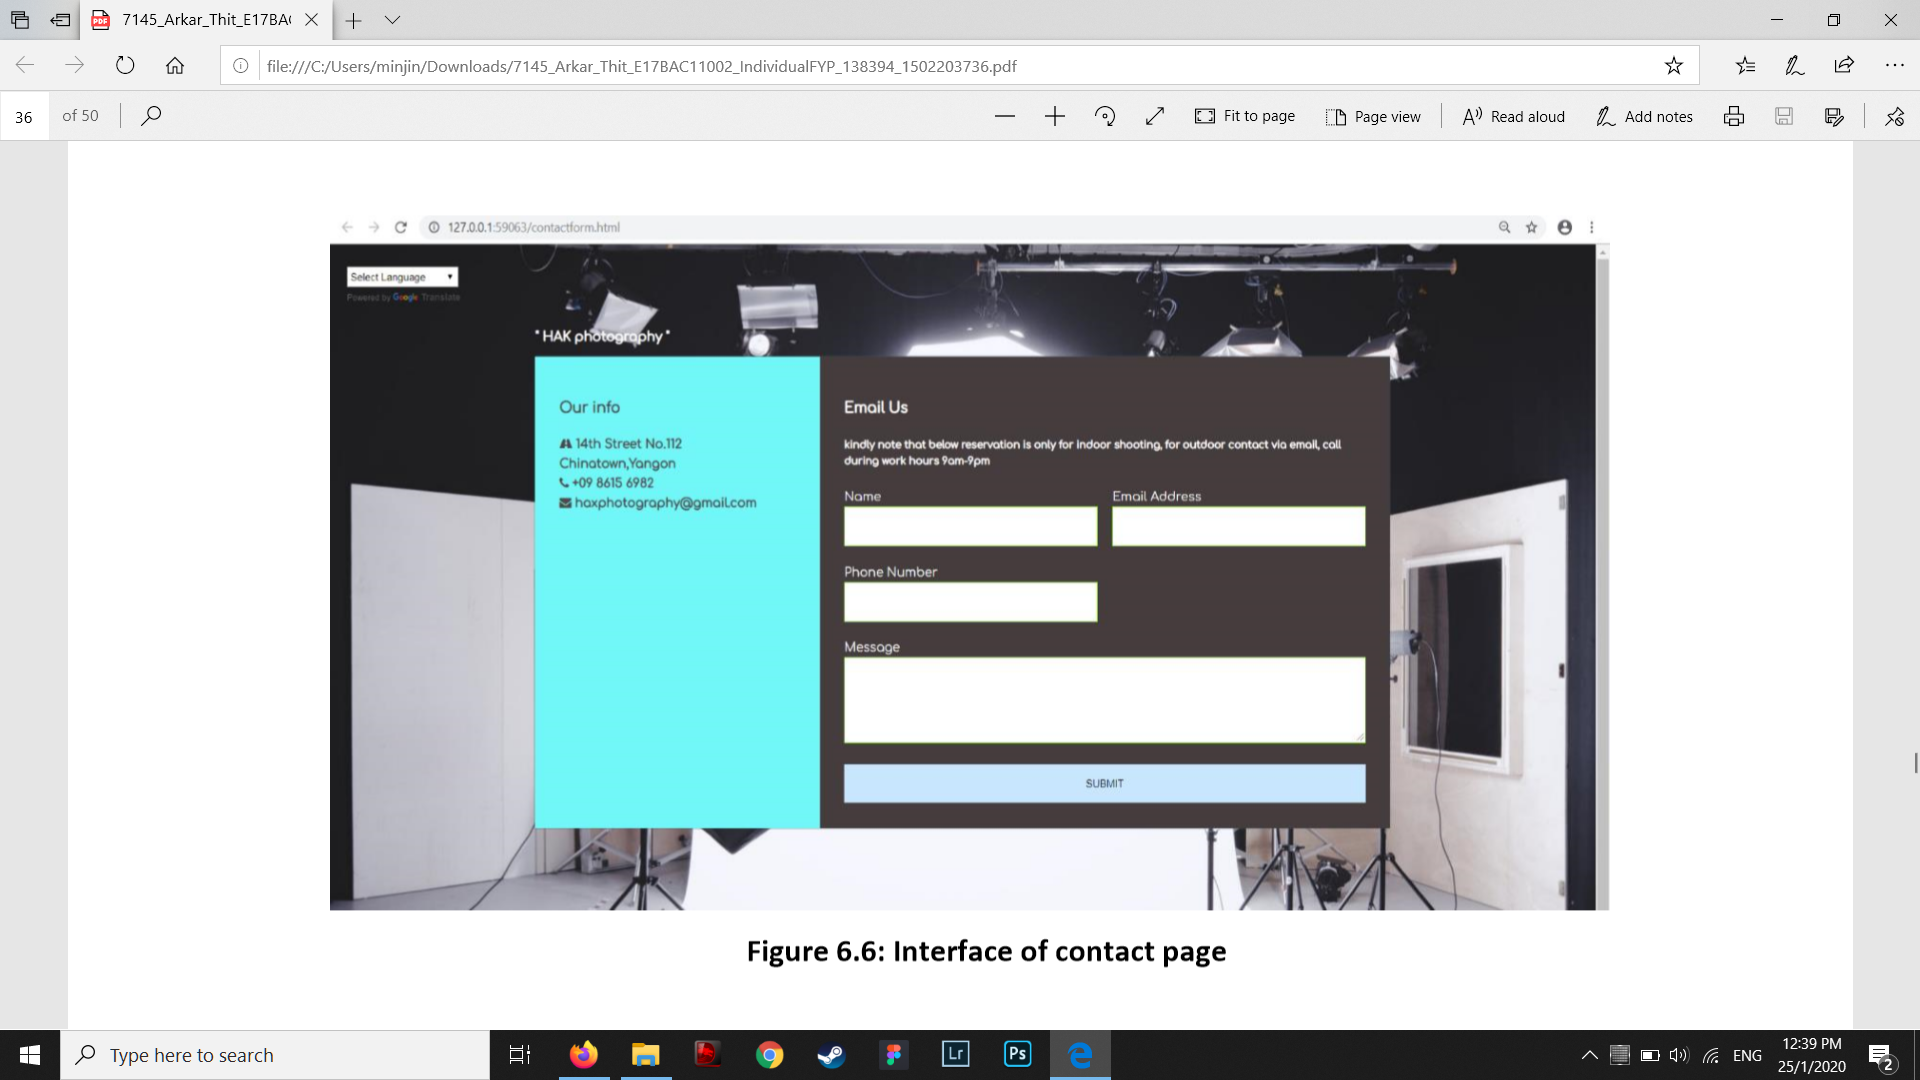 7145_Arkar_Thit_E17BAC
file:///C:/Users/minjin/Downloads/7145_Arkar_Thit_E17BAC11002_IndividualFYP_138394_1502203736.pdf
36 of 50
Fit to page
Page view
Read aloud
Add notes
127.0.0.1:59063/contactform.html
Select Language
Powered by Google Translate
" HAK photography "
Our info
14th Street No.112
Chinatown,Yangon
+09 8615 6982
haxphotography@gmail.com
Email Us
kindly note that below reservation is only for indoor shooting, for outdoor contact via email, call
during work hours 9am-9pm
Name
Email Address
Phone Number
Message
SUBMIT
Figure 6.6: Interface of contact page
Type here to search
Lr
Ps
ENG
12:39 PM
25/1/2020
2